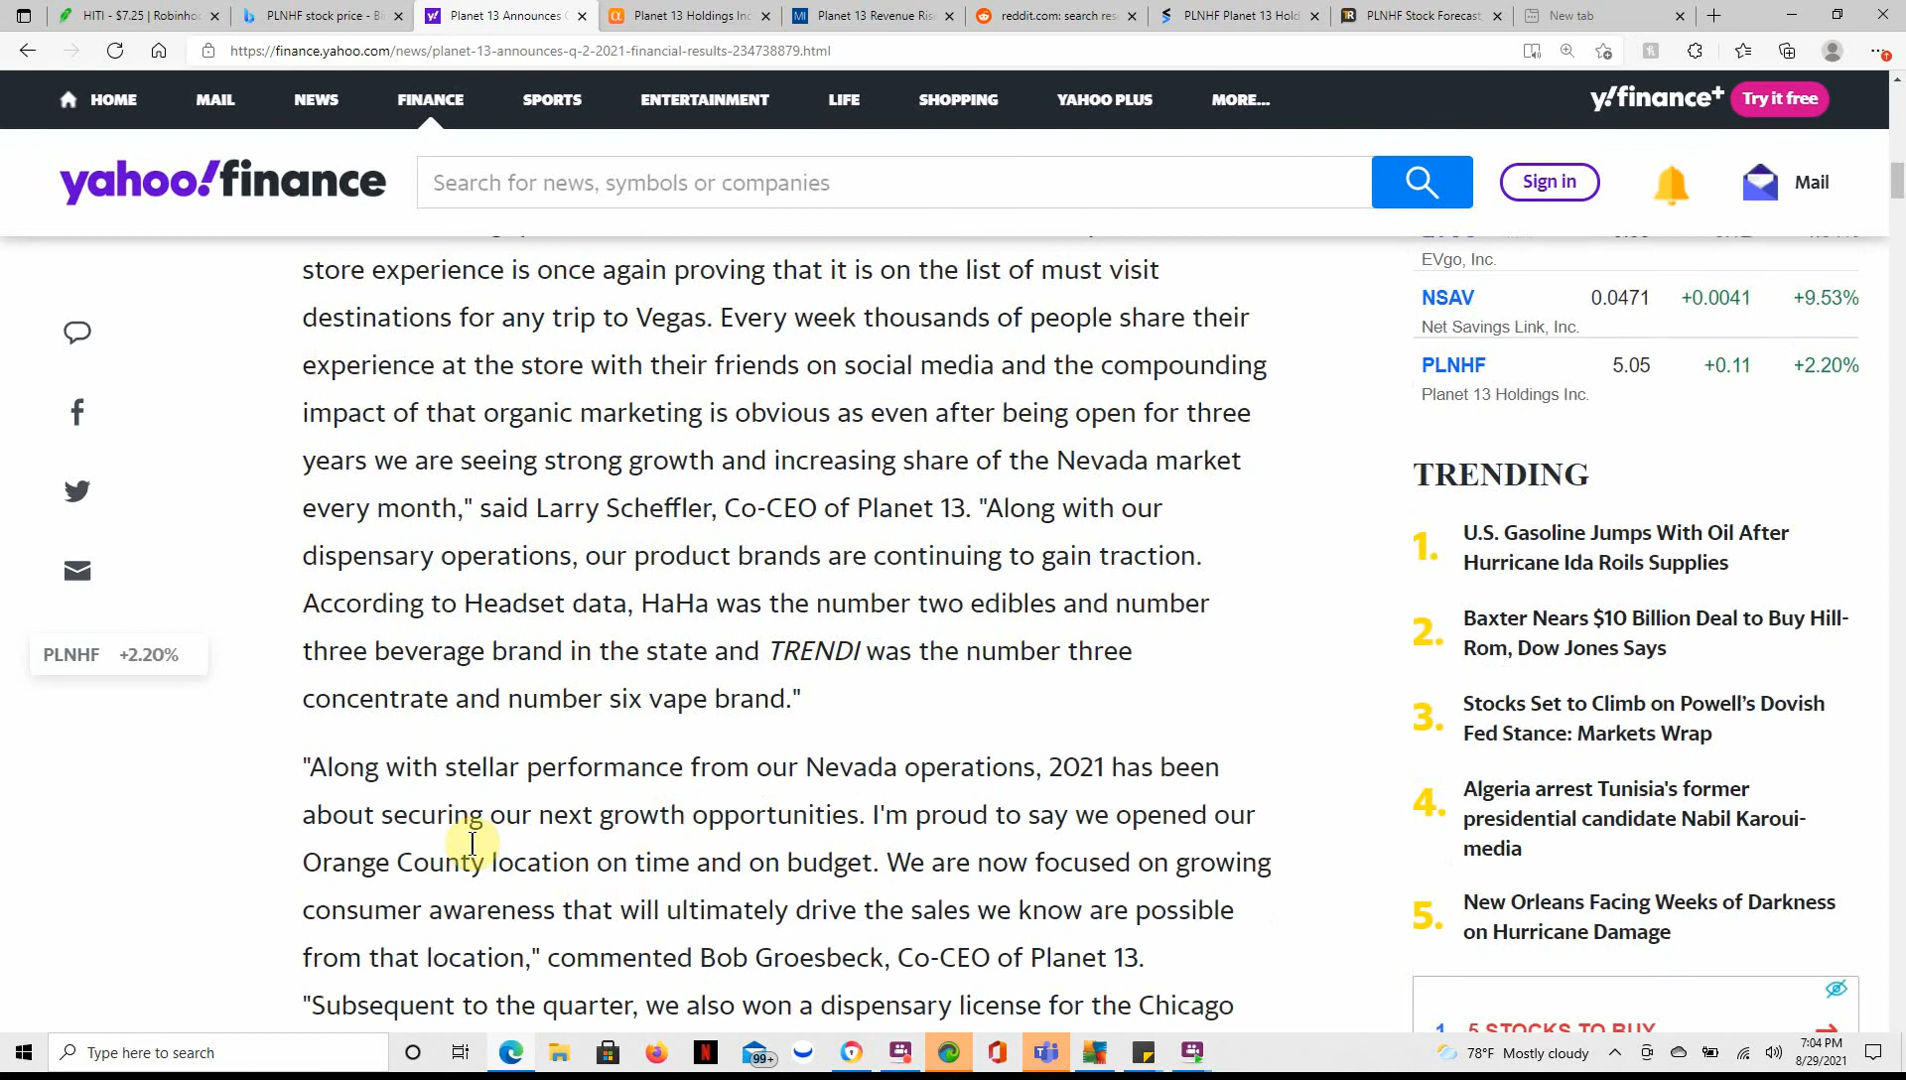 HITI - $7.25 | Robinho
PLNHF stock price - Bi
Planet 13 Announces
Planet 13 Holdings Inc
Planet 13 Revenue Rise
reddit.com: search res
PLNHF Planet 13 Hol
PLNHF Stock Forecast
New tab
https://finance.yahoo.com/news/planet-13-announces-q-2-2021-financial-results-234738879.html
HOME MAIL NEWS FINANCE SPORTS ENTERTAINMENT LIFE SHOPPING YAHOO PLUS MORE...
y!finance+ Try it free
yahoo!finance
Search for news, symbols or companies
Sign in
Mail
store experience is once again proving that it is on the list of must visit
destinations for any trip to Vegas. Every week thousands of people share their
experience at the store with their friends on social media and the compounding
impact of that organic marketing is obvious as even after being open for three
years we are seeing strong growth and increasing share of the Nevada market
every month," said Larry Scheffler, Co-CEO of Planet 13. "Along with our
dispensary operations, our product brands are continuing to gain traction.
According to Headset data, HaHa was the number two edibles and number
three beverage brand in the state and TRENDI was the number three
concentrate and number six vape brand."
"Along with stellar performance from our Nevada operations, 2021 has been
about securing our next growth opportunities. I'm proud to say we opened our
Orange County location on time and on budget. We are now focused on growing
consumer awareness that will ultimately drive the sales we know are possible
from that location," commented Bob Groesbeck, Co-CEO of Planet 13.
"Subsequent to the quarter, we also won a dispensary license for the Chicago
PLNHF +2.20%
EVgo, Inc.
NSAV 0.0471 +0.0041 +9.53%
Net Savings Link, Inc.
PLNHF 5.05 +0.11 +2.20%
Planet 13 Holdings Inc.
TRENDING
1. U.S. Gasoline Jumps With Oil After
Hurricane Ida Roils Supplies
2. Baxter Nears $10 Billion Deal to Buy Hill-
Rom, Dow Jones Says
3. Stocks Set to Climb on Powell's Dovish
Fed Stance: Markets Wrap
4. Algeria arrest Tunisia's former
presidential candidate Nabil Karoui-
media
5. New Orleans Facing Weeks of Darkness
on Hurricane Damage
1. 5 STOCKS TO BUY
Type here to search
99+
78°F Mostly cloudy
7:04 PM
8/29/2021